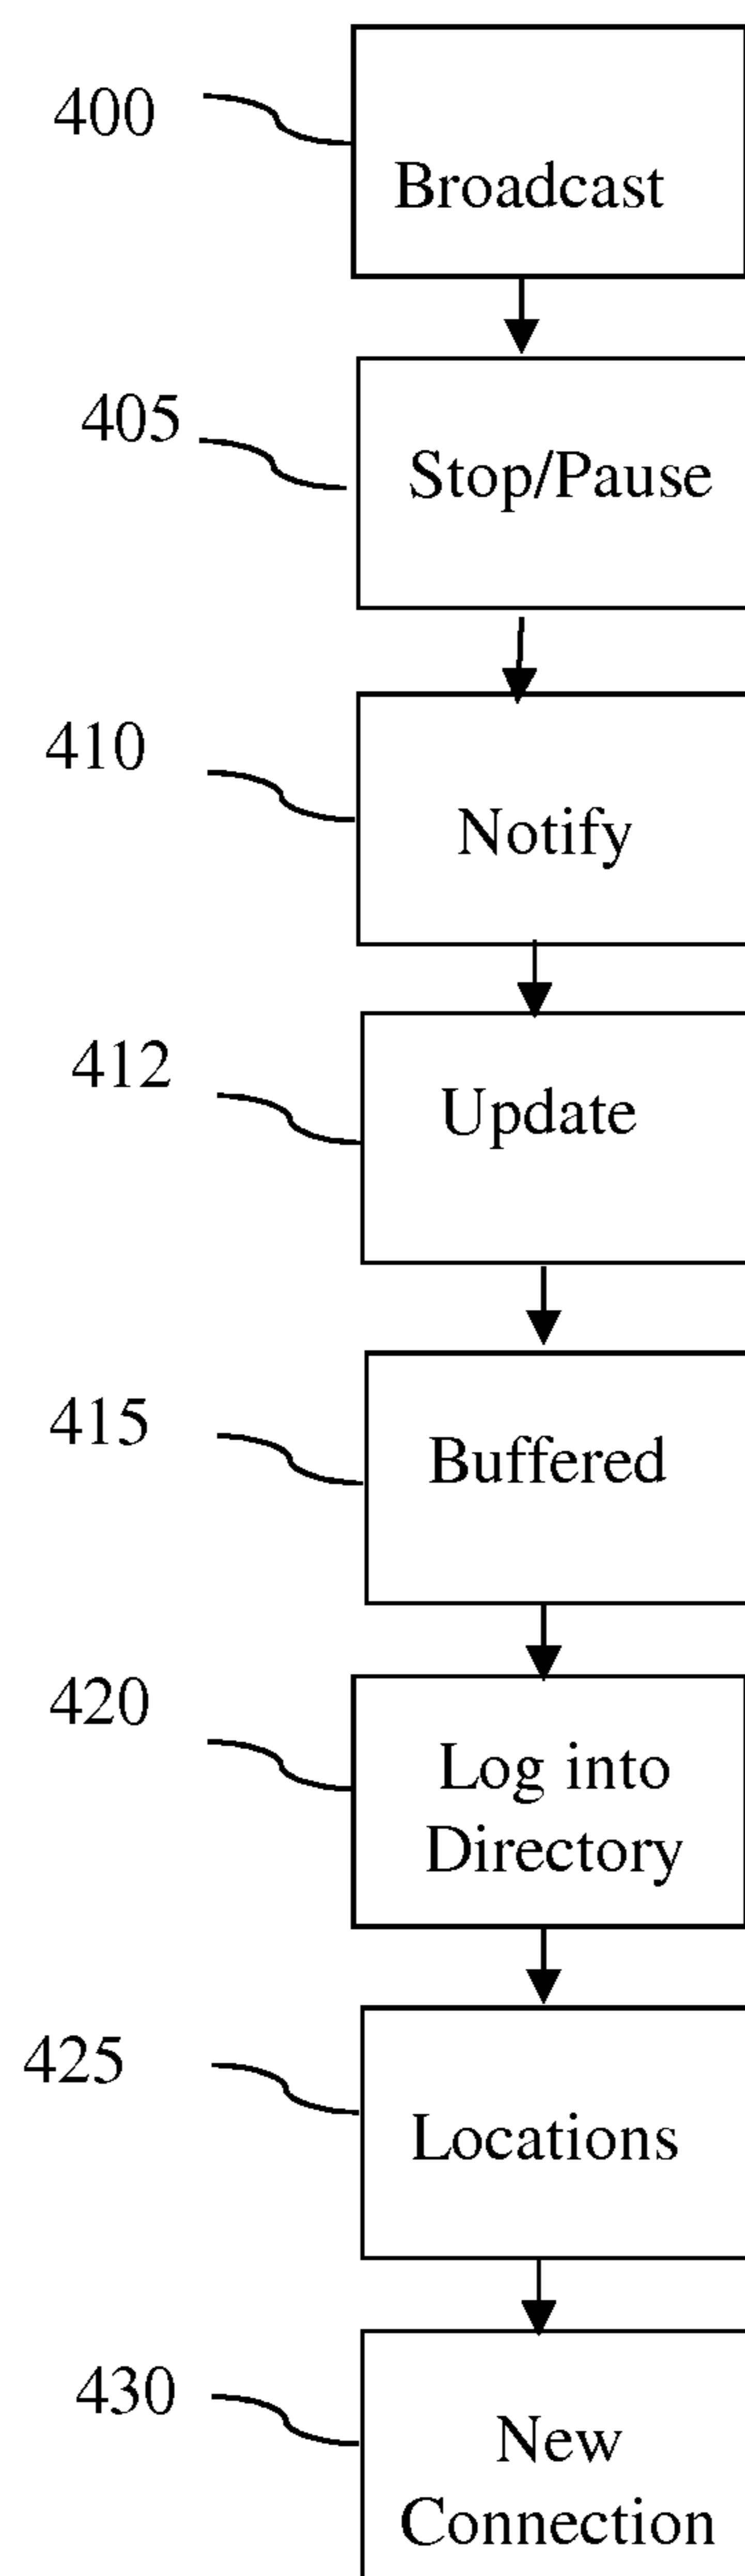 400
Broadcast
405
Stop/Pause
410
Notify
412
Update
415
Buffered
420
Log into
Directory
425
Locations
430
New
Connection